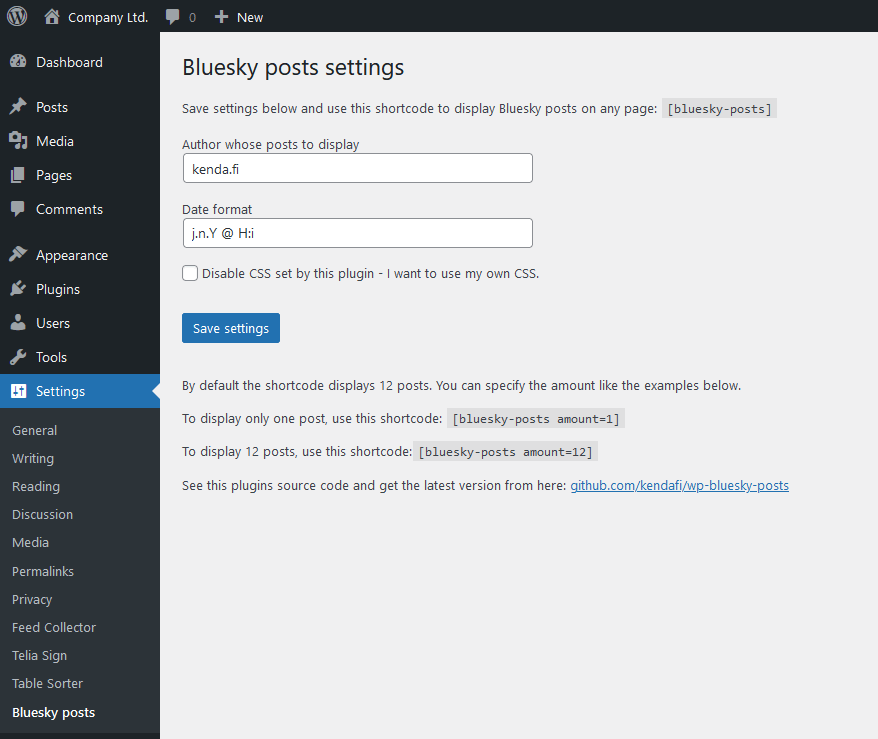 Company Ltd. 0 New
Dashboard
Posts
Media
Pages
Comments
Appearance
Plugins
Users
Tools
Settings
General
Writing
Reading
Discussion
Media
Permalinks
Privacy
Feed Collector
Telia Sign
Table Sorter
Bluesky posts
Bluesky posts settings
Save settings below and use this shortcode to display Bluesky posts on any page: [bluesky-posts]
Author whose posts to display
kenda.fi
Date format
j.n.Y @ H:i
Disable CSS set by this plugin - I want to use my own CSS.
Save settings
By default the shortcode displays 12 posts. You can specify the amount like the examples below.
To display only one post, use this shortcode: [bluesky-posts amount=1]
To display 12 posts, use this shortcode: [bluesky-posts amount=12]
See this plugins source code and get the latest version from here: github.com/kendafi/wp-bluesky-posts